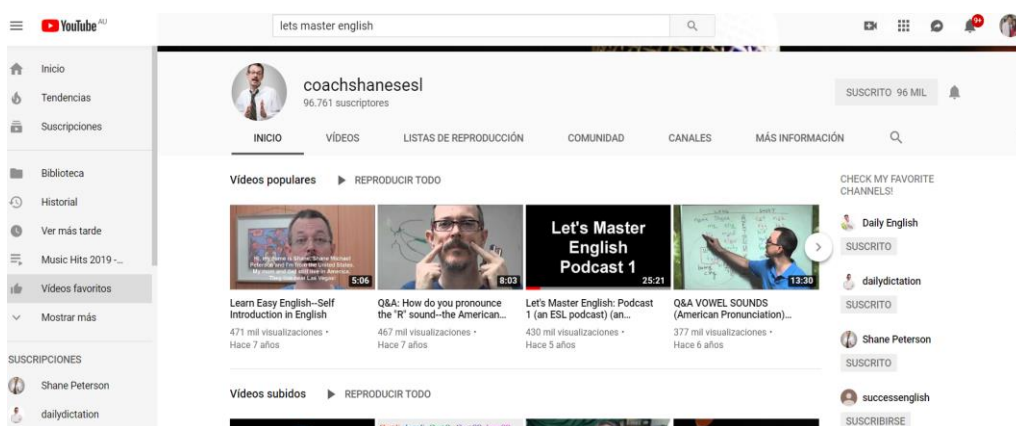 YouTube AU
lets master english
9+
Inicio
Tendencias
Suscripciones
Biblioteca
Historial
Ver más tarde
Music Hits 2019 -...
Vídeos favoritos
Mostrar más
SUSCRIPCIONES
Shane Peterson
dailydictation
coachshanesesl
96.761 suscriptores
SUSCRITO 96 MIL
INICIO VÍDEOS LISTAS DE REPRODUCCIÓN COMUNIDAD CANALES MÁS INFORMACIÓN
Vídeos populares REPRODUCIR TODO
5:06
Learn Easy English--Self
Introduction in English
471 mil visualizaciones •
Hace 7 años
8:03
Q&A: How do you pronounce
the "R" sound--the American...
467 mil visualizaciones •
Hace 7 años
Let's Master
English
Podcast 1
25:21
Let's Master English: Podcast
1 (an ESL podcast) (an...
430 mil visualizaciones •
Hace 5 años
13:30
Q&A VOWEL SOUNDS
(American Pronunciation)...
377 mil visualizaciones •
Hace 6 años
Vídeos subidos REPRODUCIR TODO
CHECK MY FAVORITE
CHANNELS!
Daily English
SUSCRITO
dailydictation
SUSCRITO
Shane Peterson
SUSCRITO
successenglish
SUSCRIBIRSE